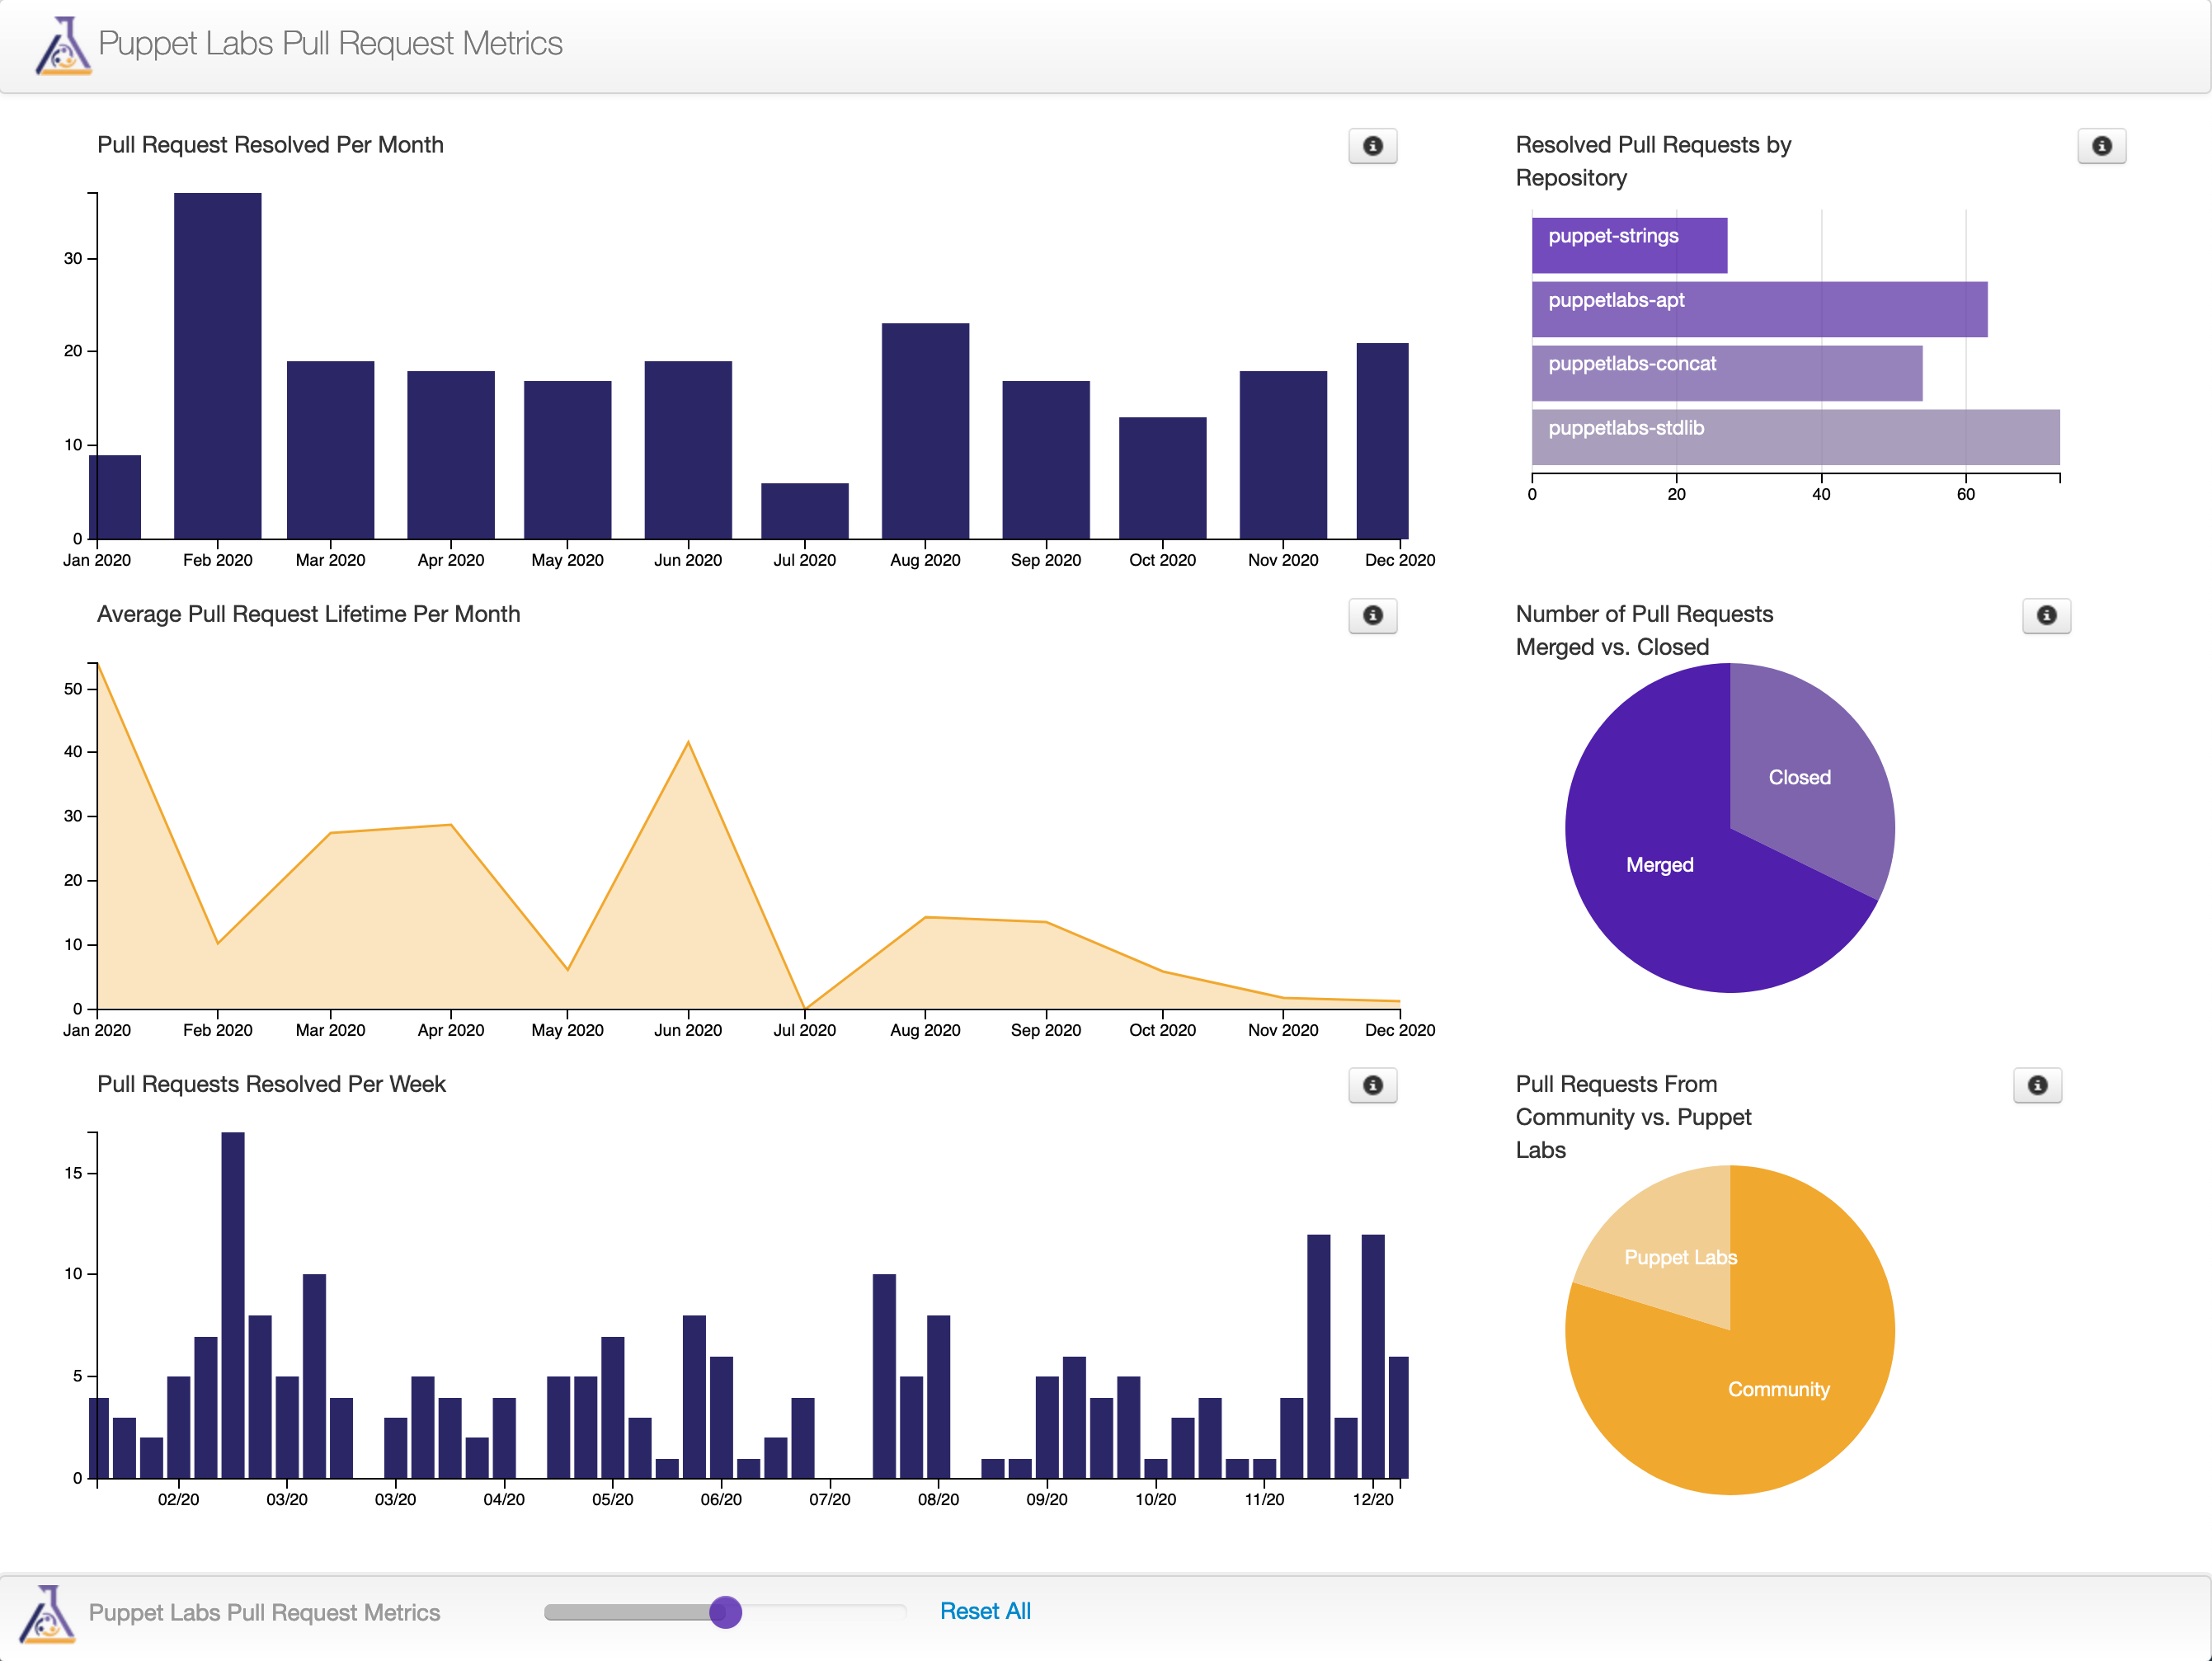 Puppet Labs Pull Request Metrics
Pull Request Resolved Per Month
30
20
10
0
Jan 2020 Feb 2020 Mar 2020 Apr 2020 May 2020 Jun 2020 Jul 2020 Aug 2020 Sep 2020 Oct 2020 Nov 2020 Dec 2020
Resolved Pull Requests by
Repository
puppet-strings
puppetlabs-apt
puppetlabs-concat
puppetlabs-stdlib
0 20 40 60
Average Pull Request Lifetime Per Month
50
40
30
20
10
0
Jan 2020 Feb 2020 Mar 2020 Apr 2020 May 2020 Jun 2020 Jul 2020 Aug 2020 Sep 2020 Oct 2020 Nov 2020 Dec 2020
Number of Pull Requests
Merged vs. Closed
Closed
Merged
Pull Requests Resolved Per Week
15
10
5
0
02/20 03/20 03/20 04/20 05/20 06/20 07/20 08/20 09/20 10/20 11/20 12/20
Pull Requests From
Community vs. Puppet
Labs
Puppet Labs
Community
Puppet Labs Pull Request Metrics
Reset All